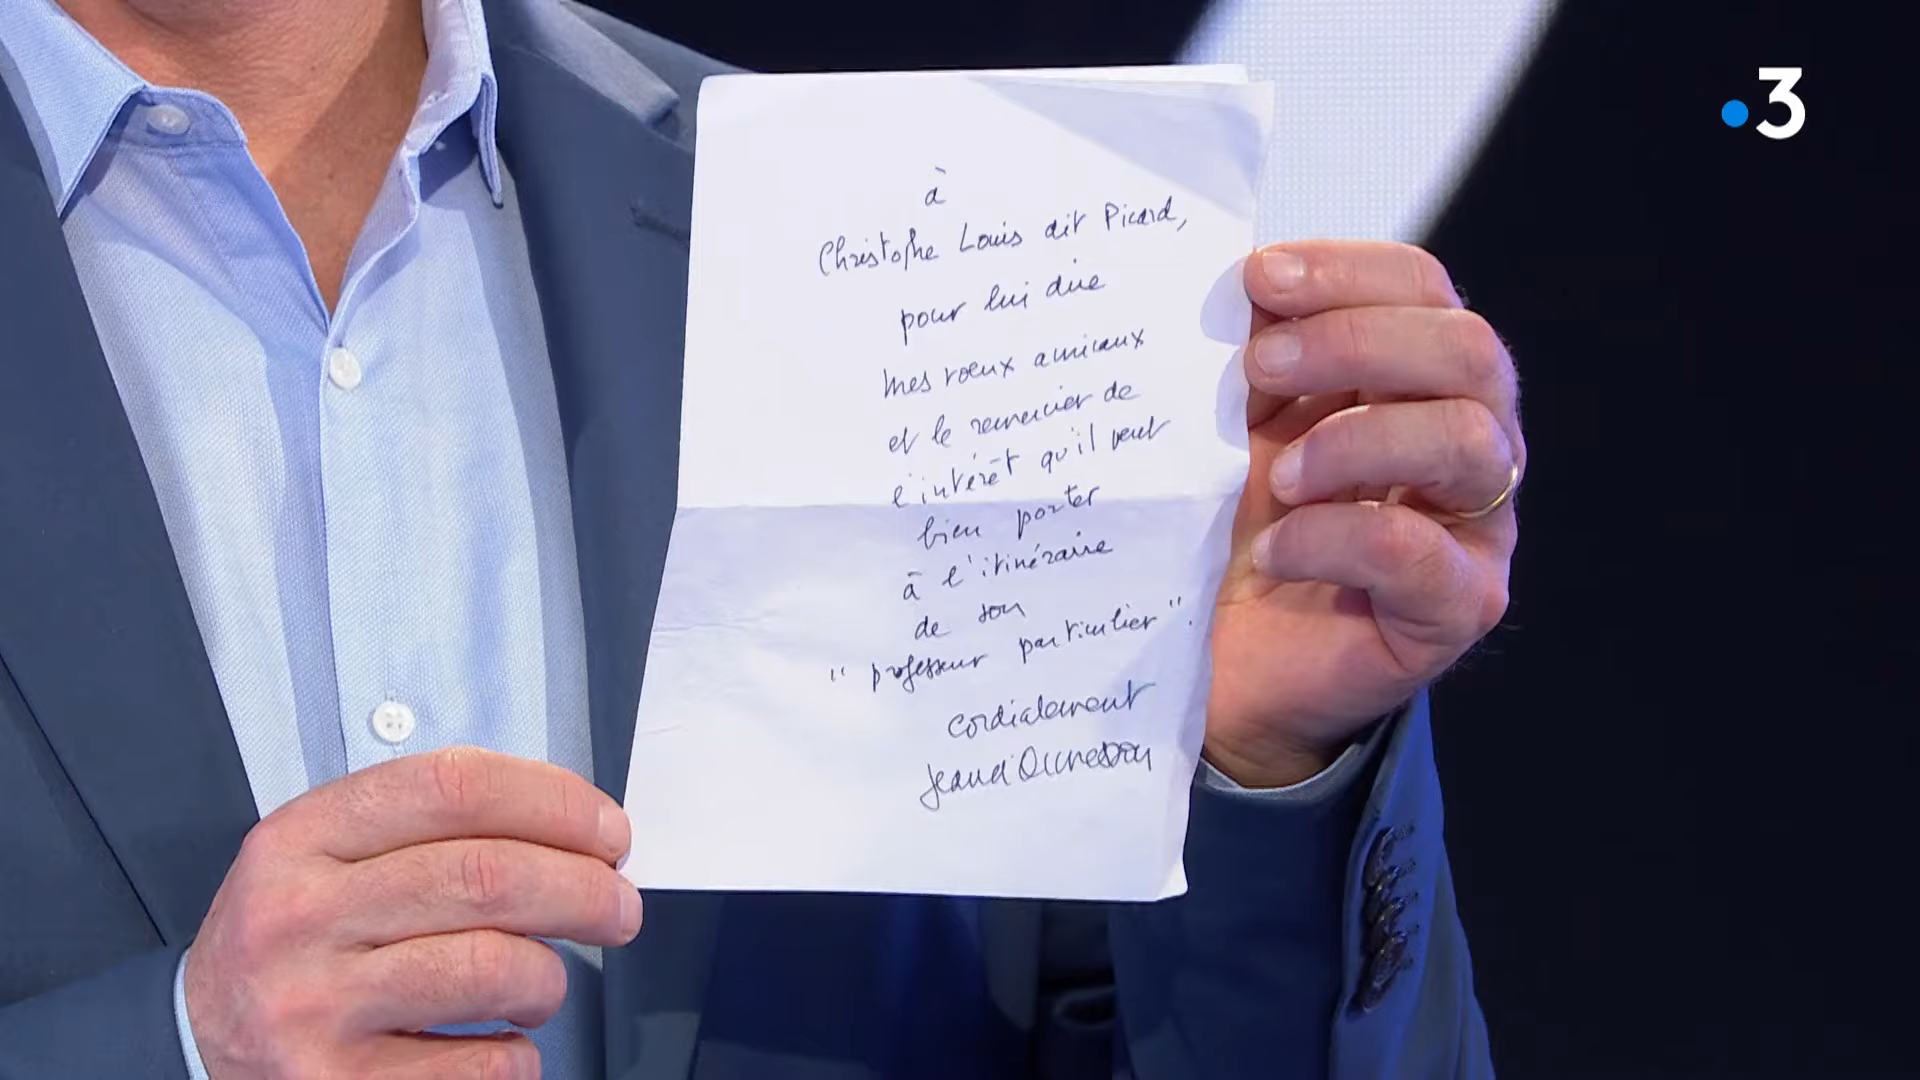 3
à
Christophe Louis dit Picard,
pour lui dire
mes vœux amicaux
et le remercier de
l'intérêt qu'il veut
bien porter
à l'itinéraire
de son
"professeur particulier".
cordialement
Jean d'Ormesson